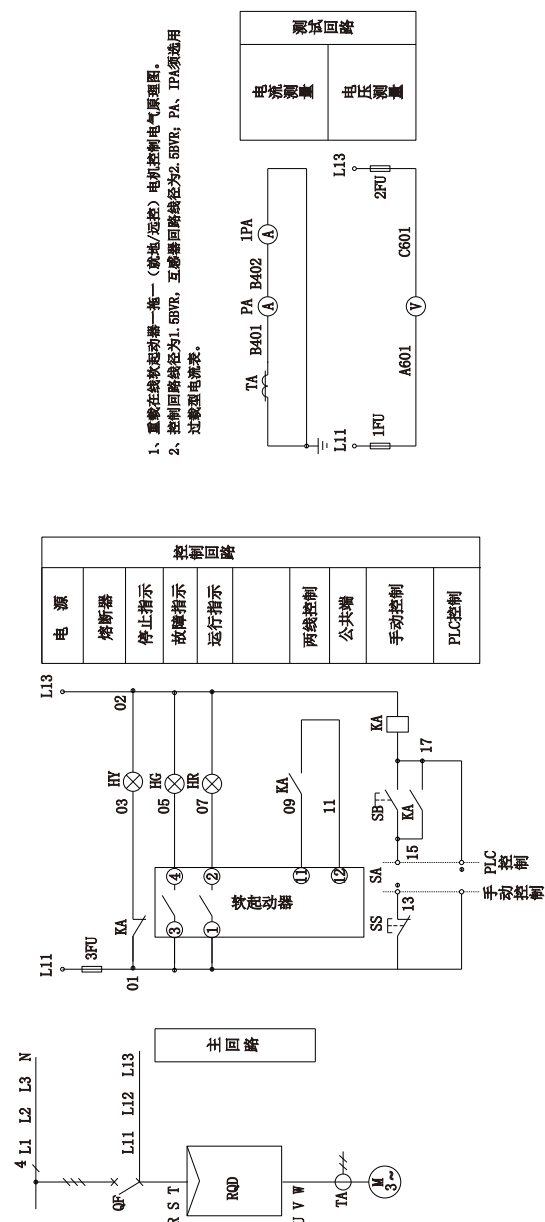 测试回路
电流测量
电压测量
1、重载在线软起动器一拖一（就地/远控）电机控制电气原理图。
2、控制回路线径为1.5BVR，互感器回路线径为2.5BVR；PA、1PA须选用
过载型电流表。
TA
B401
PA
A
B402
1PA
A
L11
1FU
A601
V
C601
2FU
L13
控制回路
电 源
熔断器
停止指示
故障指示
运行指示
两线控制
公共端
手动控制
PLC控制
L11
3FU
01
L13
02
KA
03
HY
3
4
05
HG
1
2
07
HR
软起动器
11
12
09
KA
11
SS
13
SA
15
SB
KA
17
KA
手动控制
PLC控制
主回路
4
L1 L2 L3 N
QF
L11 L12 L13
R S T
RQD
U V W
TA
M
3～